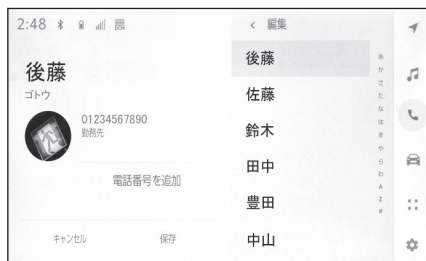 2:48
後藤
ゴトウ
01234567890
勤務先
電話番号を追加
キャンセル
保存
< 編集
後藤
佐藤
鈴木
田中
豊田
中山
あ
か
さ
た
な
は
ま
や
ら
わ
A
Z
#